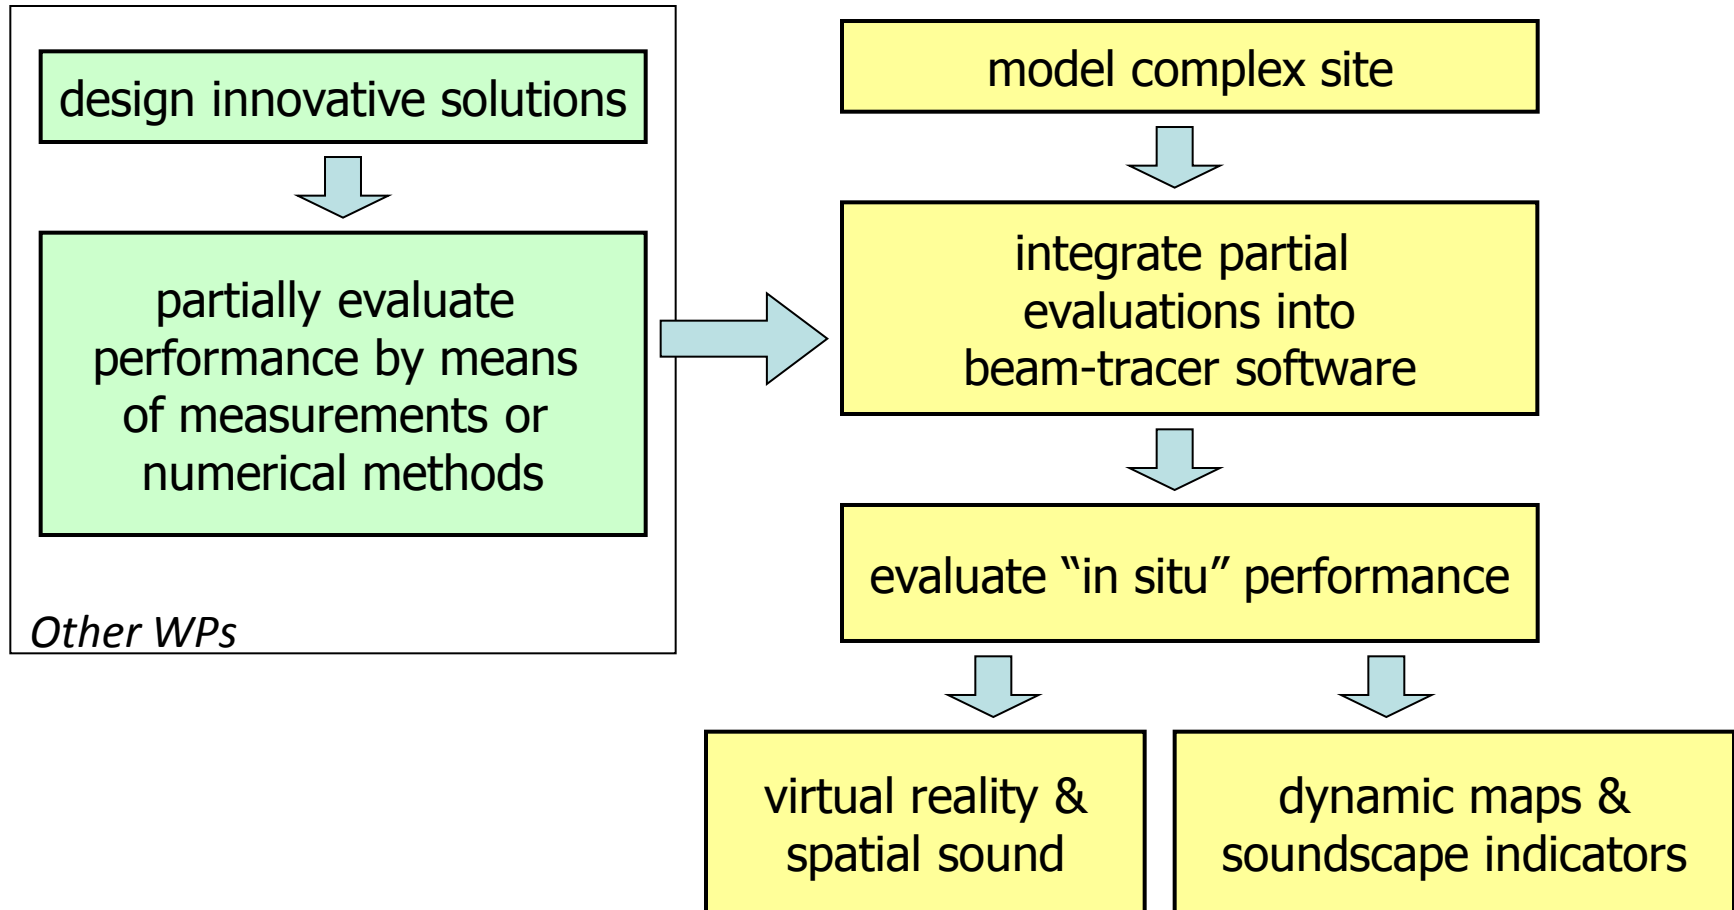 design innovative solutions
partially evaluate
performance by means
of measurements or
numerical methods
Other WPs
model complex site
integrate partial
evaluations into
beam-tracer software
evaluate “in situ” performance
virtual reality &
spatial sound
dynamic maps &
soundscape indicators